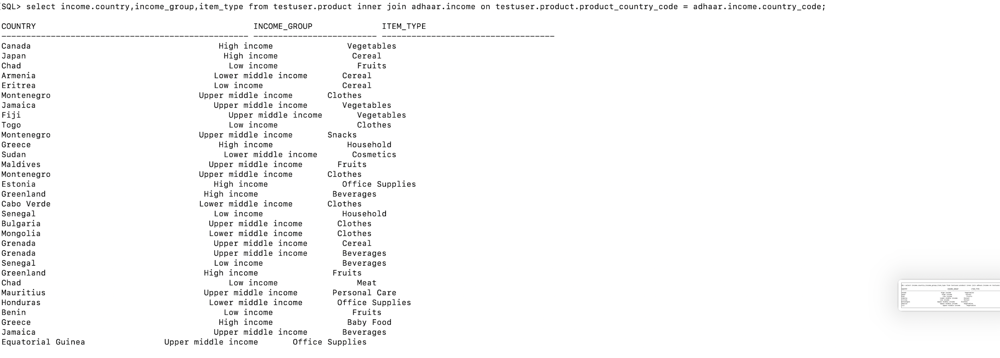 SQL> select income.country,income_group,item_type from testuser.product inner join adhaar.income on testuser.product.product_country_code = adhaar.income.country_code;
COUNTRY INCOME_GROUP ITEM_TYPE
-------------------------------------------------- ------------------------- -----------------------------------
Canada High income Vegetables
Japan High income Cereal
Chad Low income Fruits
Armenia Lower middle income Cereal
Eritrea Low income Cereal
Montenegro Upper middle income Clothes
Jamaica Upper middle income Vegetables
Fiji Upper middle income Vegetables
Togo Low income Clothes
Montenegro Upper middle income Snacks
Greece High income Household
Sudan Lower middle income Cosmetics
Maldives Upper middle income Fruits
Montenegro Upper middle income Clothes
Estonia High income Office Supplies
Greenland High income Beverages
Cabo Verde Lower middle income Clothes
Senegal Low income Household
Bulgaria Upper middle income Clothes
Mongolia Lower middle income Clothes
Grenada Upper middle income Cereal
Grenada Upper middle income Beverages
Senegal Low income Beverages
Greenland High income Fruits
Chad Low income Meat
Mauritius Upper middle income Personal Care
Honduras Lower middle income Office Supplies
Benin Low income Fruits
Greece High income Baby Food
Jamaica Upper middle income Beverages
Equatorial Guinea Upper middle income Office Supplies